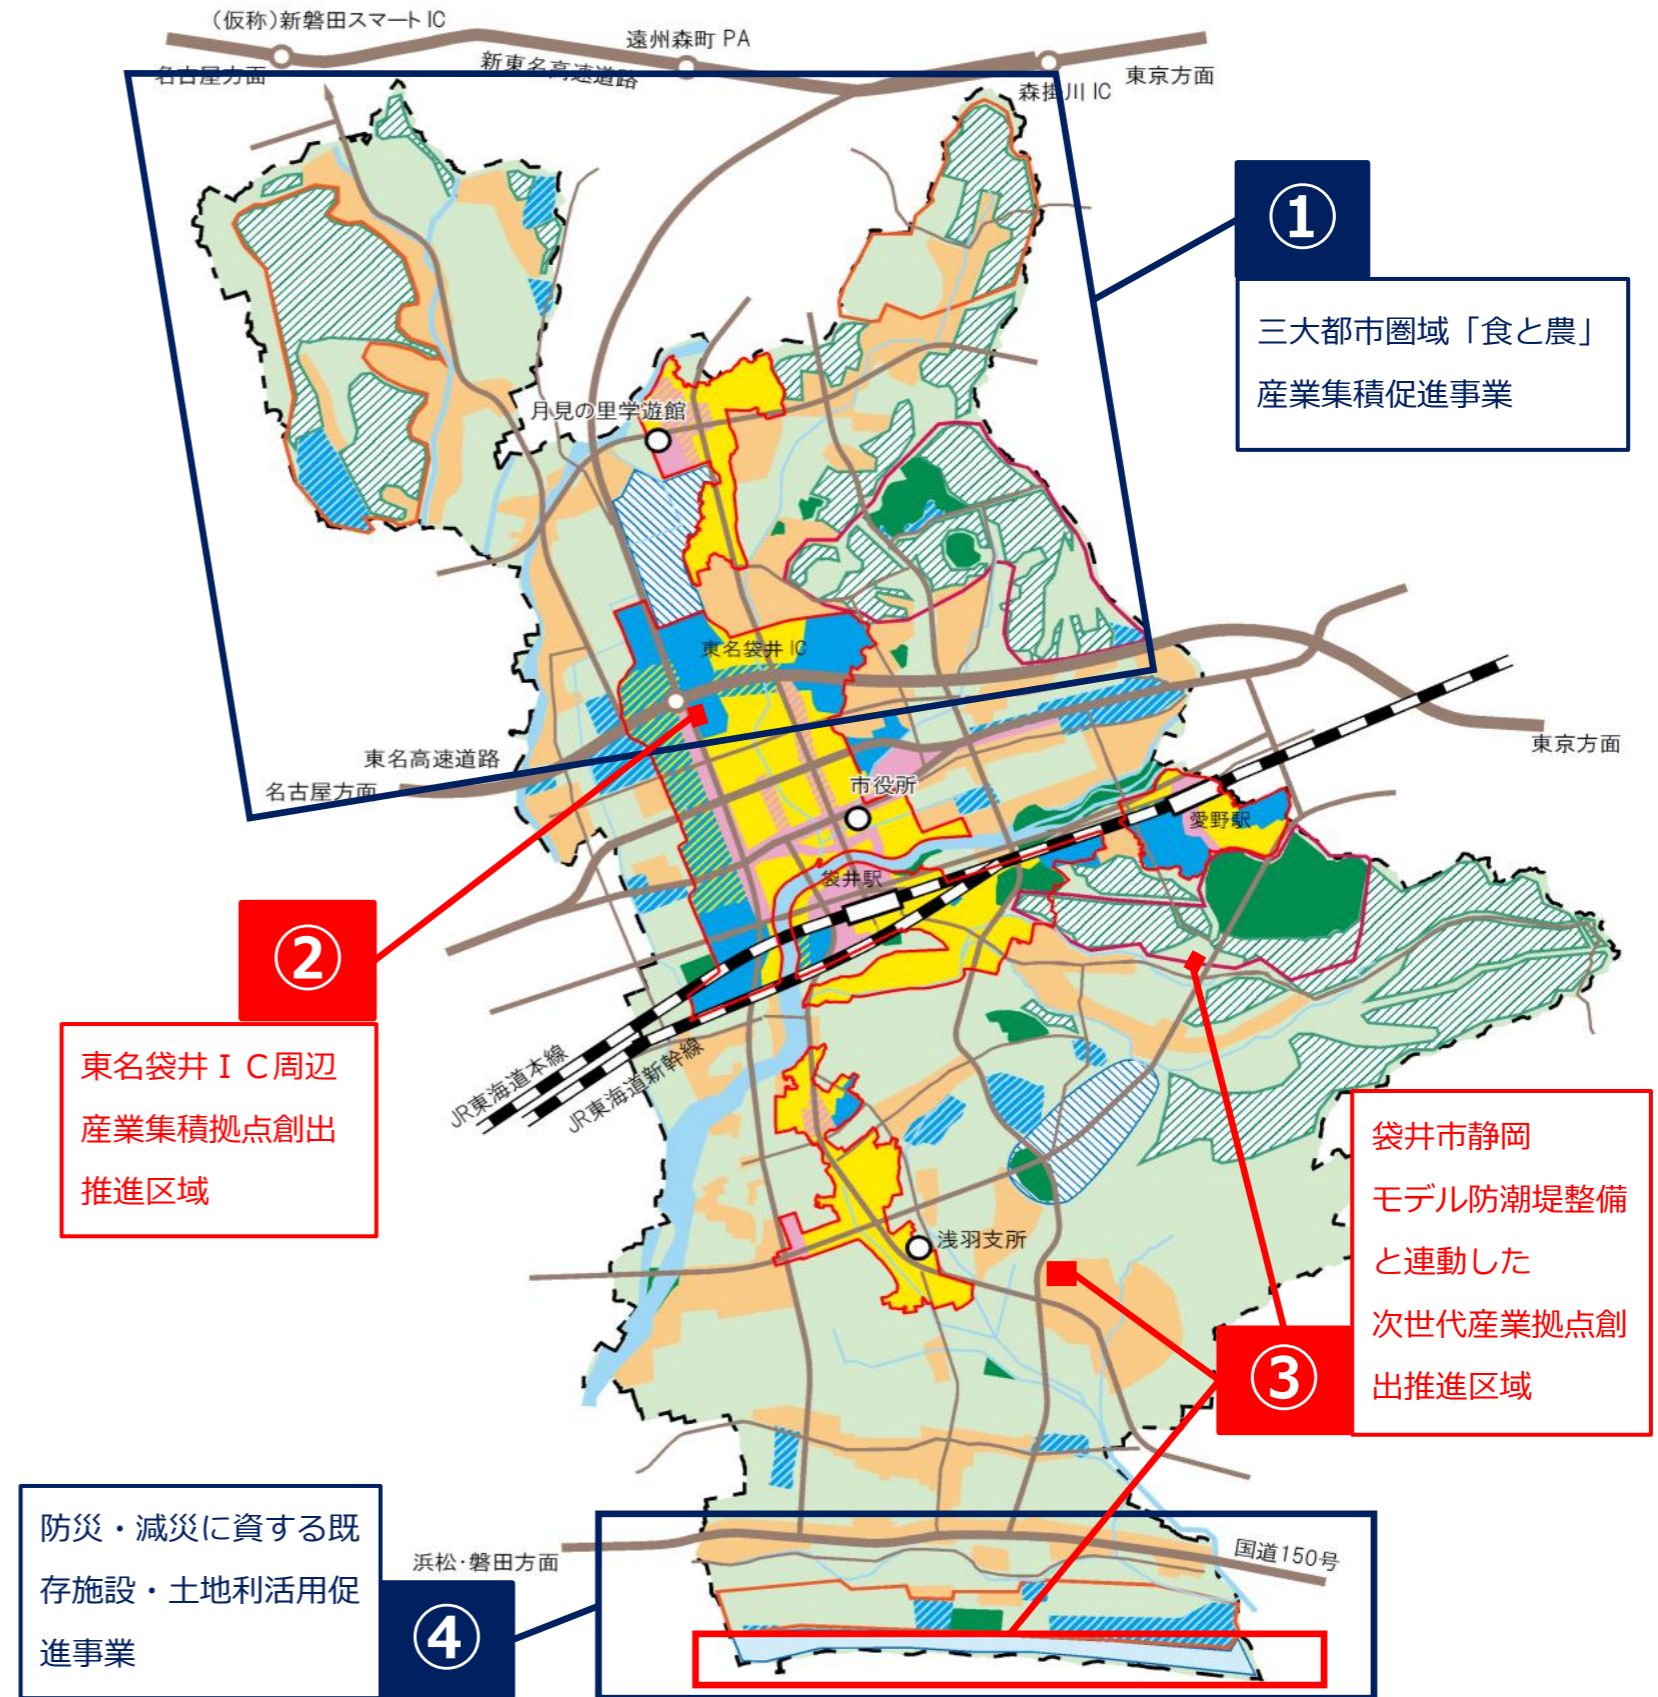 (仮称)新磐田スマート IC
遠州森町 PA
新東名高速道路
名古屋方面
東京方面
森掛川 IC
①
三大都市圏域「食と農」
産業集積促進事業
月見の里学遊館
東名袋井 IC
東名高速道路
名古屋方面
東京方面
市役所
愛野駅
袋井駅
②
東名袋井ＩＣ周辺
産業集積拠点創出
推進区域
JR東海道本線
JR東海道新幹線
浅羽支所
袋井市静岡
モデル防潮堤整備
と連動した
次世代産業拠点創
出推進区域
③
防災・減災に資する既
存施設・土地利活用促
進事業
④
浜松・磐田方面
国道150号